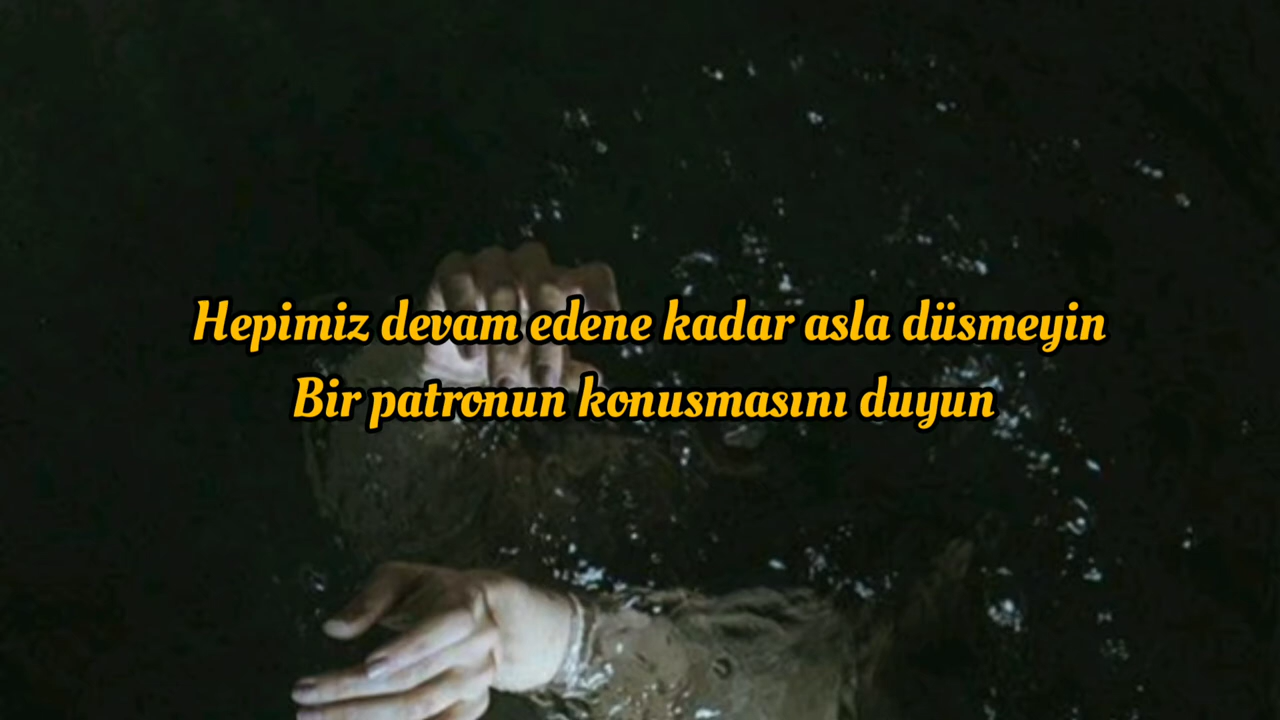 Hepimiz devam edene kadar asla düsmeyin
Bir patronun konusmasını duyun